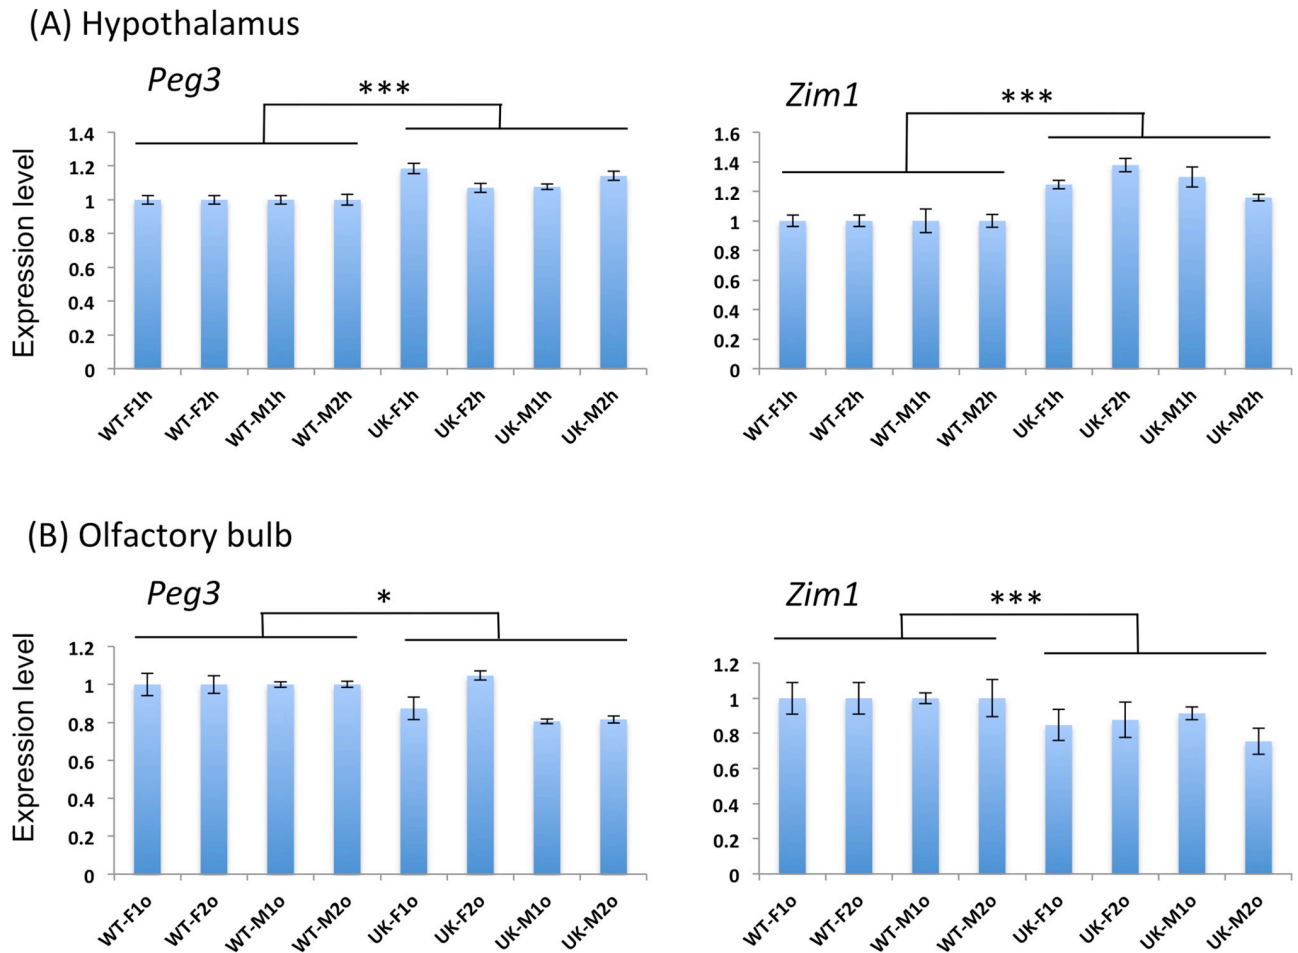 (A) Hypothalamus
Peg3
***
Expression level
1.4
1.2
1
0.8
0.6
0.4
0.2
0
WT-F1h
WT-F2h
WT-M1h
WT-M2h
UK-F1h
UK-F2h
UK-M1h
UK-M2h
Zim1
***
1.6
1.4
1.2
1
0.8
0.6
0.4
0.2
0
WT-F1h
WT-F2h
WT-M1h
WT-M2h
UK-F1h
UK-F2h
UK-M1h
UK-M2h
(B) Olfactory bulb
Peg3
*
Expression level
1.2
1
0.8
0.6
0.4
0.2
0
WT-F1o
WT-F2o
WT-M1o
WT-M2o
UK-F1o
UK-F2o
UK-M1o
UK-M2o
Zim1
***
1.2
1
0.8
0.6
0.4
0.2
0
WT-F1o
WT-F2o
WT-M1o
WT-M2o
UK-F1o
UK-F2o
UK-M1o
UK-M2o